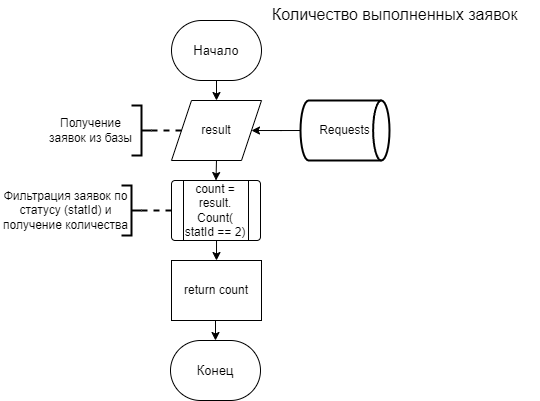 Количество выполненных заявок
Начало
Получение
заявок из базы
result
Requests
Фильтрация заявок по
статусу (statId) и
получение количества
count =
result.
Count(
statId == 2)
return count
Конец